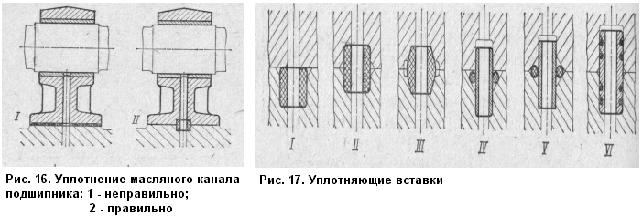 I
II
I
II
III
IV
V
VI
Рис. 16. Уплотнение масляного канала
подшипника: 1 - неправильно;
2 - правильно
Рис. 17. Уплотняющие вставки